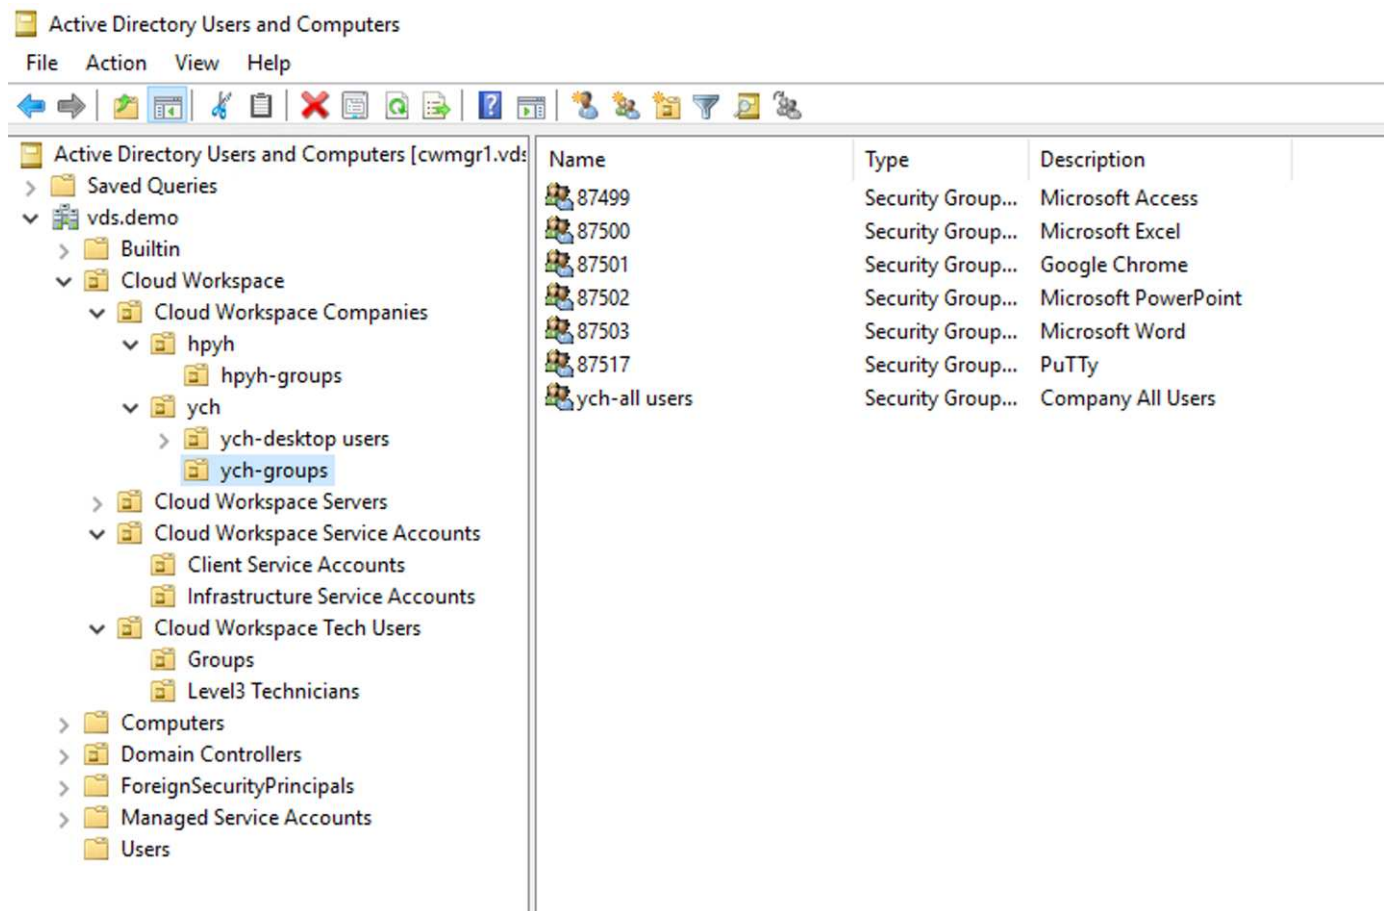 Active Directory Users and Computers
File Action View Help
Active Directory Users and Computers [cwmgr1.vds
Saved Queries
vds.demo
Builtin
Cloud Workspace
Cloud Workspace Companies
hpyh
hpyh-groups
ych
ych-desktop users
ych-groups
Cloud Workspace Servers
Cloud Workspace Service Accounts
Client Service Accounts
Infrastructure Service Accounts
Cloud Workspace Tech Users
Groups
Level3 Technicians
Computers
Domain Controllers
ForeignSecurityPrincipals
Managed Service Accounts
Users
Name Type Description
87499 Security Group... Microsoft Access
87500 Security Group... Microsoft Excel
87501 Security Group... Google Chrome
87502 Security Group... Microsoft PowerPoint
87503 Security Group... Microsoft Word
87517 Security Group... PuTTy
ych-all users Security Group... Company All Users